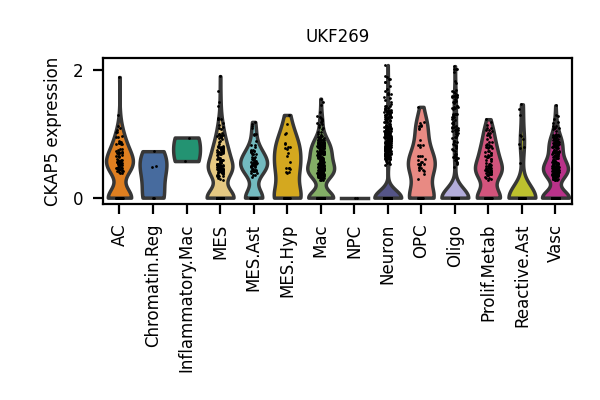 UKF269
CKAP5 expression
2
0
AC
Chromatin.Reg
Inflammatory.Mac
MES
MES.Ast
MES.Hyp
Mac
NPC
Neuron
OPC
Oligo
Prolif.Metab
Reactive.Ast
Vasc